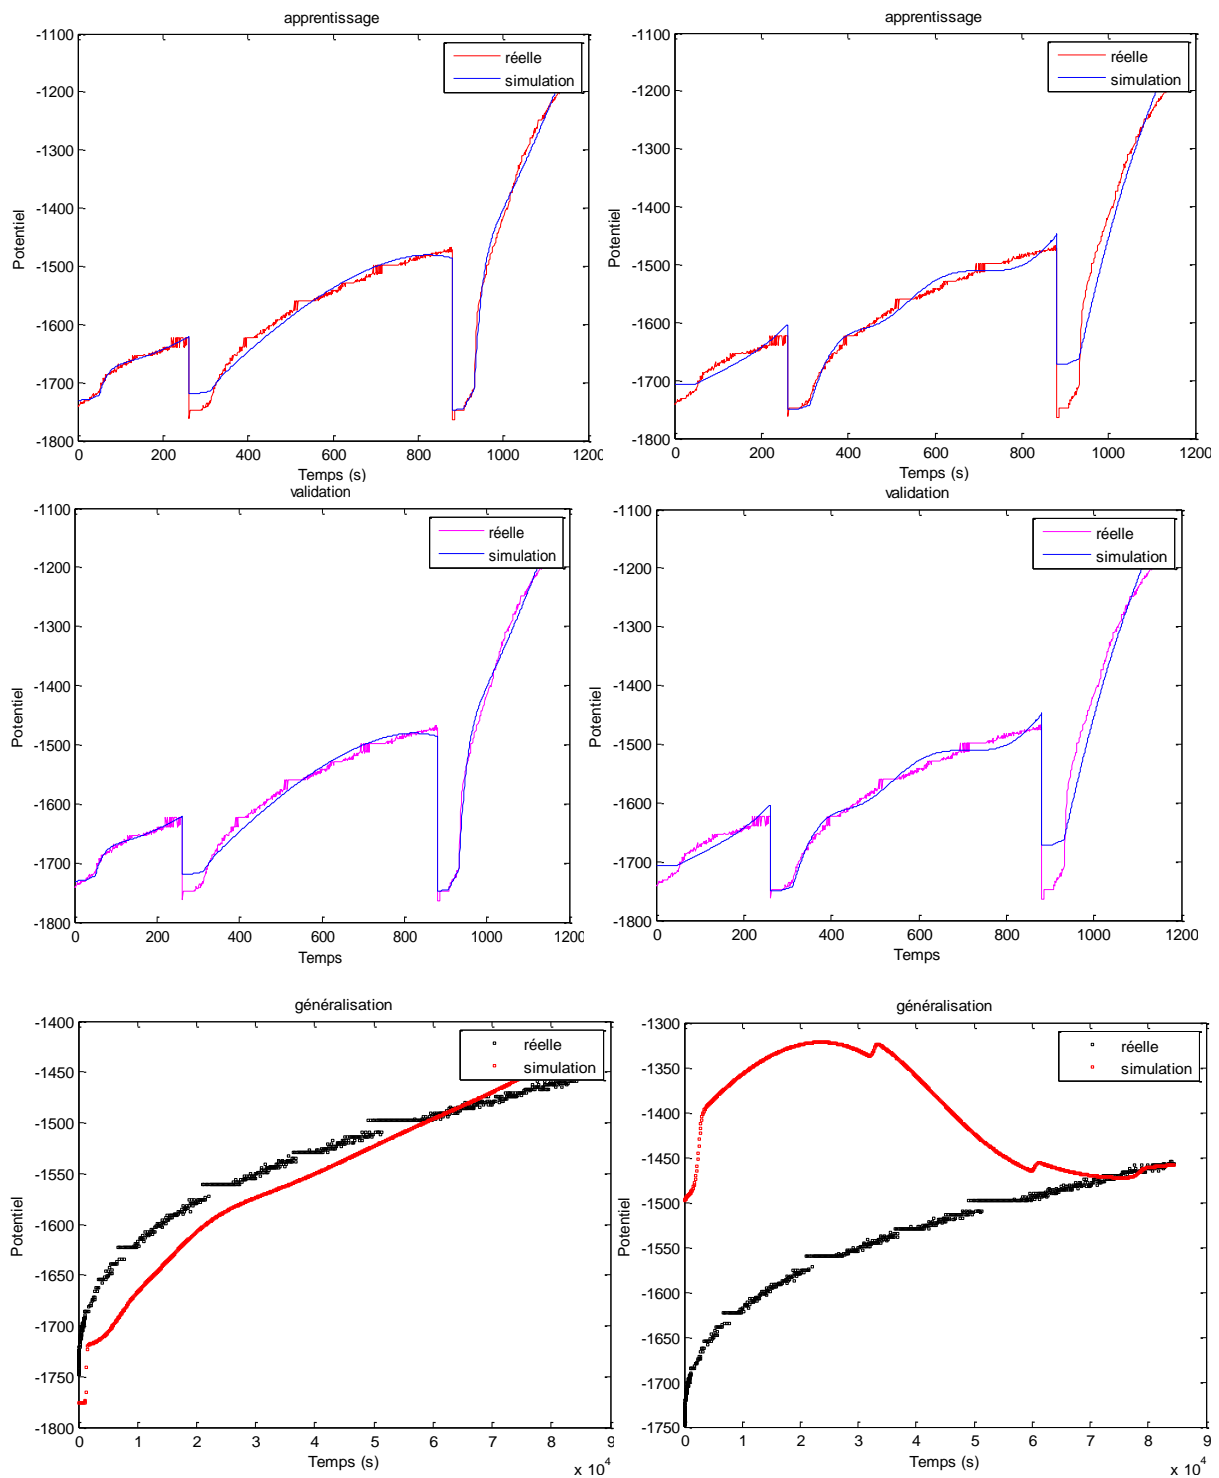 apprentissage
-1100
-1200
-1300
-1400
-1500
-1600
-1700
-1800
Potentiel
réelle
simulation
0 200 400 600 800 1000 1200
Temps (s)
apprentissage
-1100
-1200
-1300
-1400
-1500
-1600
-1700
-1800
Potentiel
réelle
simulation
0 200 400 600 800 1000 1200
Temps (s)
validation
-1100
-1200
-1300
-1400
-1500
-1600
-1700
-1800
Potentiel
réelle
simulation
0 200 400 600 800 1000 1200
Temps
validation
-1100
-1200
-1300
-1400
-1500
-1600
-1700
-1800
Potentiel
réelle
simulation
0 200 400 600 800 1000 1200
Temps
généralisation
-1400
-1450
-1500
-1550
-1600
-1650
-1700
-1750
-1800
Potentiel
réelle
simulation
0 1 2 3 4 5 6 7 8 9
Temps (s)
x 10^4
généralisation
-1300
-1350
-1400
-1450
-1500
-1550
-1600
-1650
-1700
-1750
Potentiel
réelle
simulation
0 1 2 3 4 5 6 7 8 9
Temps (s)
x 10^4